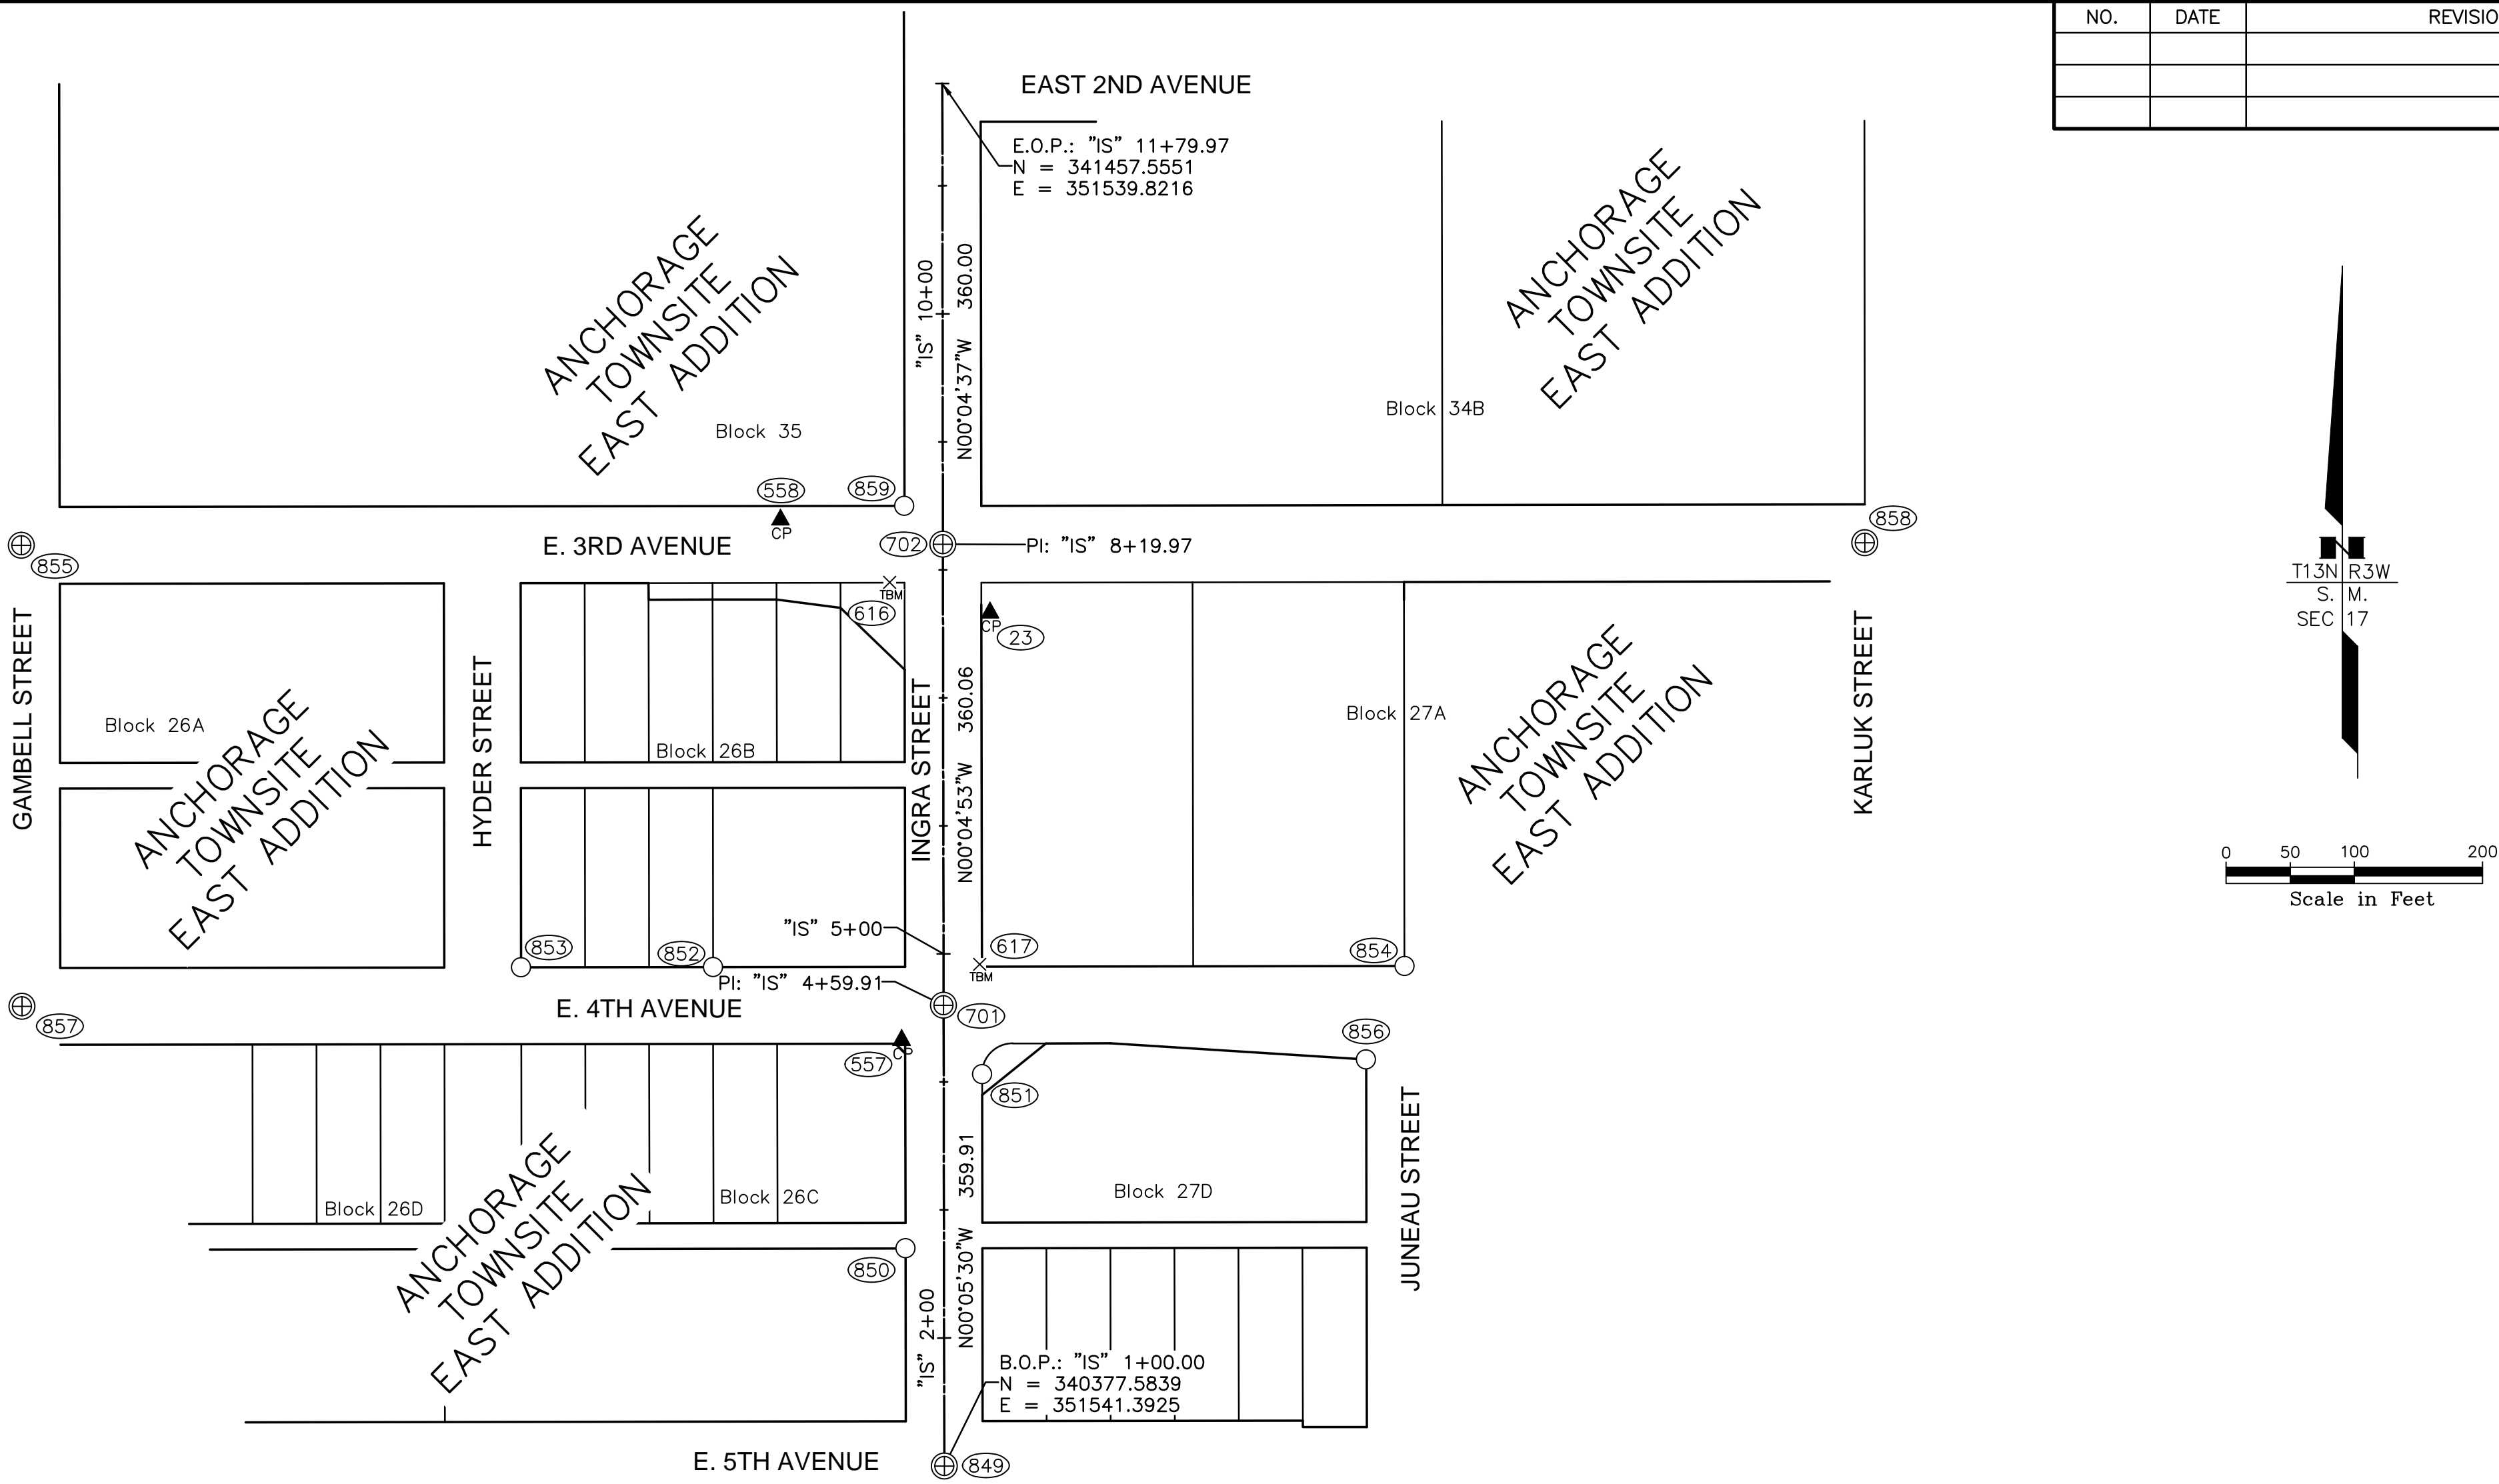 NO.
DATE
REVISIO
EAST 2ND AVENUE
E.O.P.: "IS" 11+79.97
N = 341457.5551
E = 351539.8216
ANCHORAGE
TOWNSITE
EAST ADDITION
ANCHORAGE
TOWNSITE
EAST ADDITION
"IS" 10+00
N00°04'37"W 360.00
Block 35
Block 34B
558
859
CP
858
855
E. 3RD AVENUE
702
PI: "IS" 8+19.97
T13N R3W
S. M.
SEC 17
TBM
616
CP
23
GAMBELL STREET
HYDER STREET
INGRA STREET
N00°04'53"W 360.06
KARLUK STREET
Block 26A
Block 26B
Block 27A
ANCHORAGE
TOWNSITE
EAST ADDITION
ANCHORAGE
TOWNSITE
EAST ADDITION
0 50 100 200
Scale in Feet
"IS" 5+00
853
852
617
854
TBM
PI: "IS" 4+59.91
E. 4TH AVENUE
701
857
856
557
CP
851
JUNEAU STREET
N00°05'30"W 359.91
Block 26D
Block 26C
Block 27D
ANCHORAGE
TOWNSITE
EAST ADDITION
850
"IS" 2+00
B.O.P.: "IS" 1+00.00
N = 340377.5839
E = 351541.3925
E. 5TH AVENUE
849